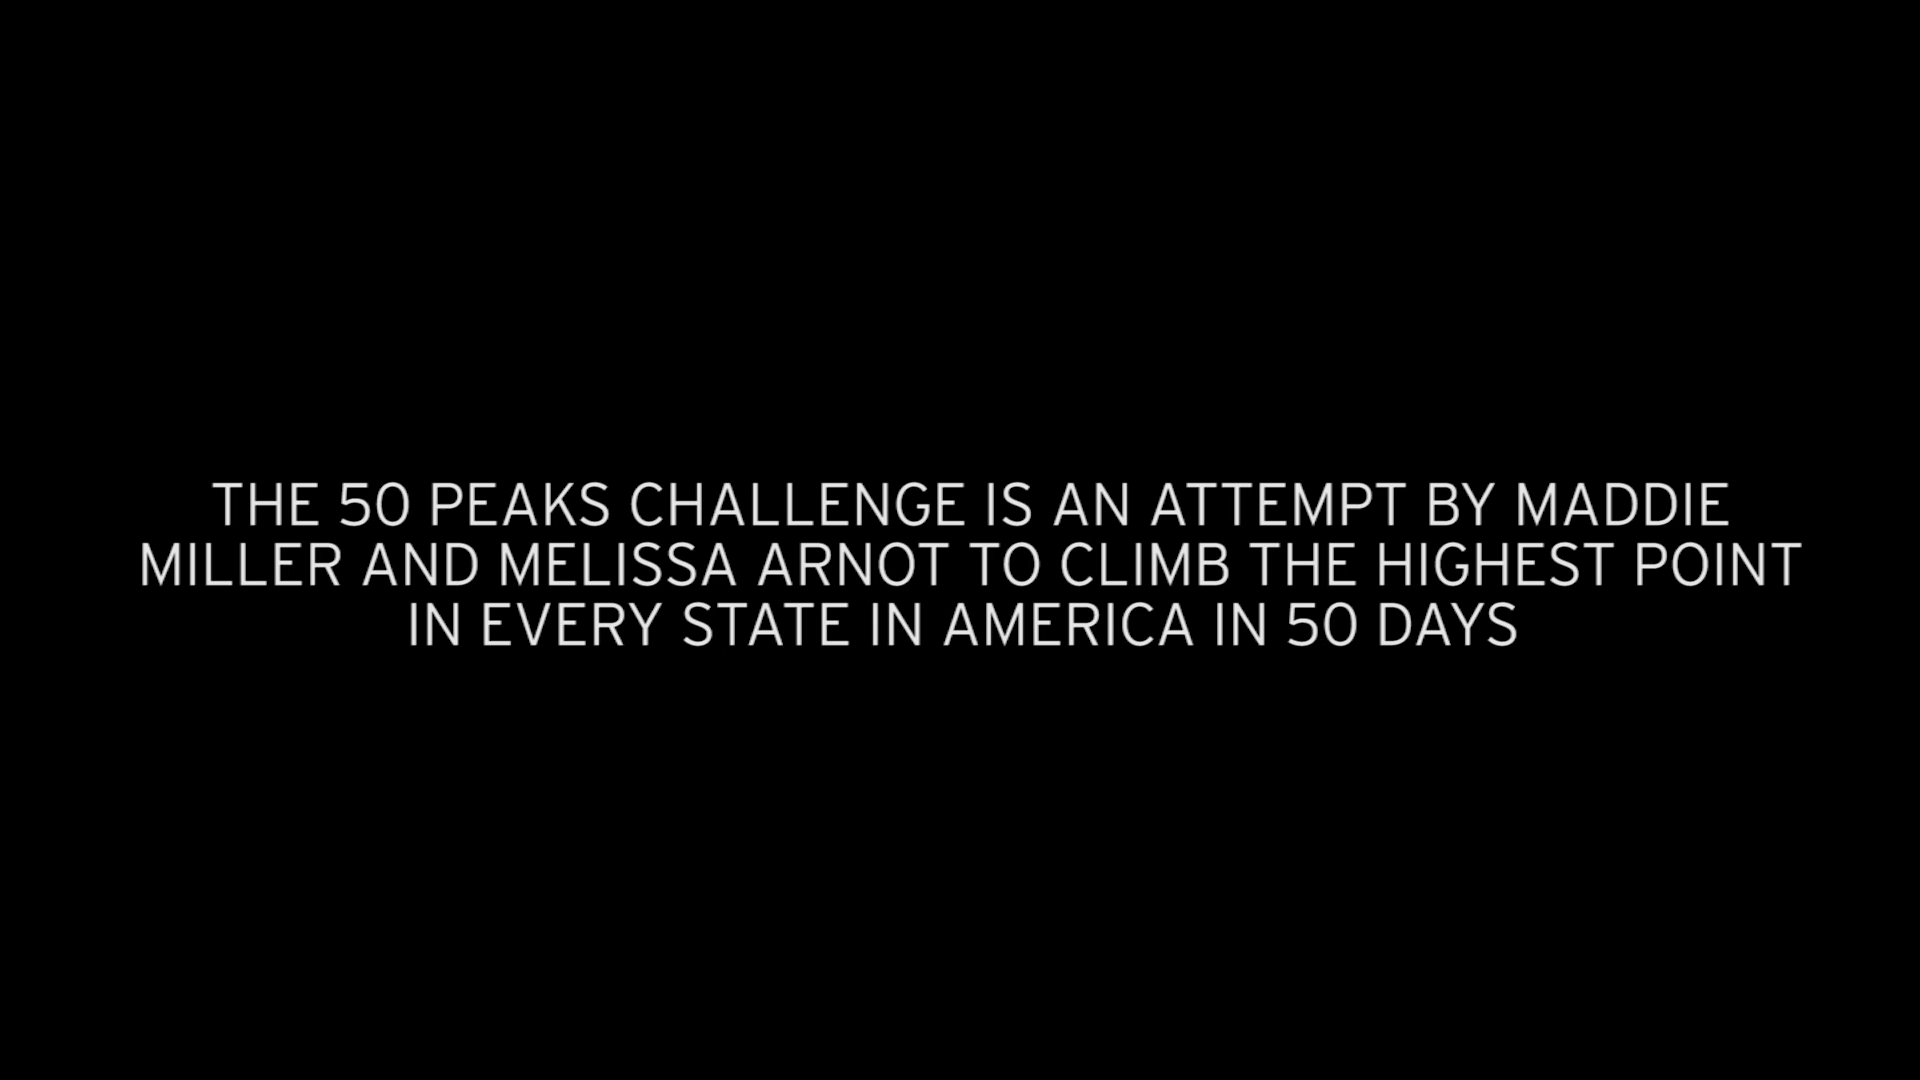 THE 50 PEAKS CHALLENGE IS AN ATTEMPT BY MADDIE
MILLER AND MELISSA ARNOT TO CLIMB THE HIGHEST POINT
IN EVERY STATE IN AMERICA IN 50 DAYS